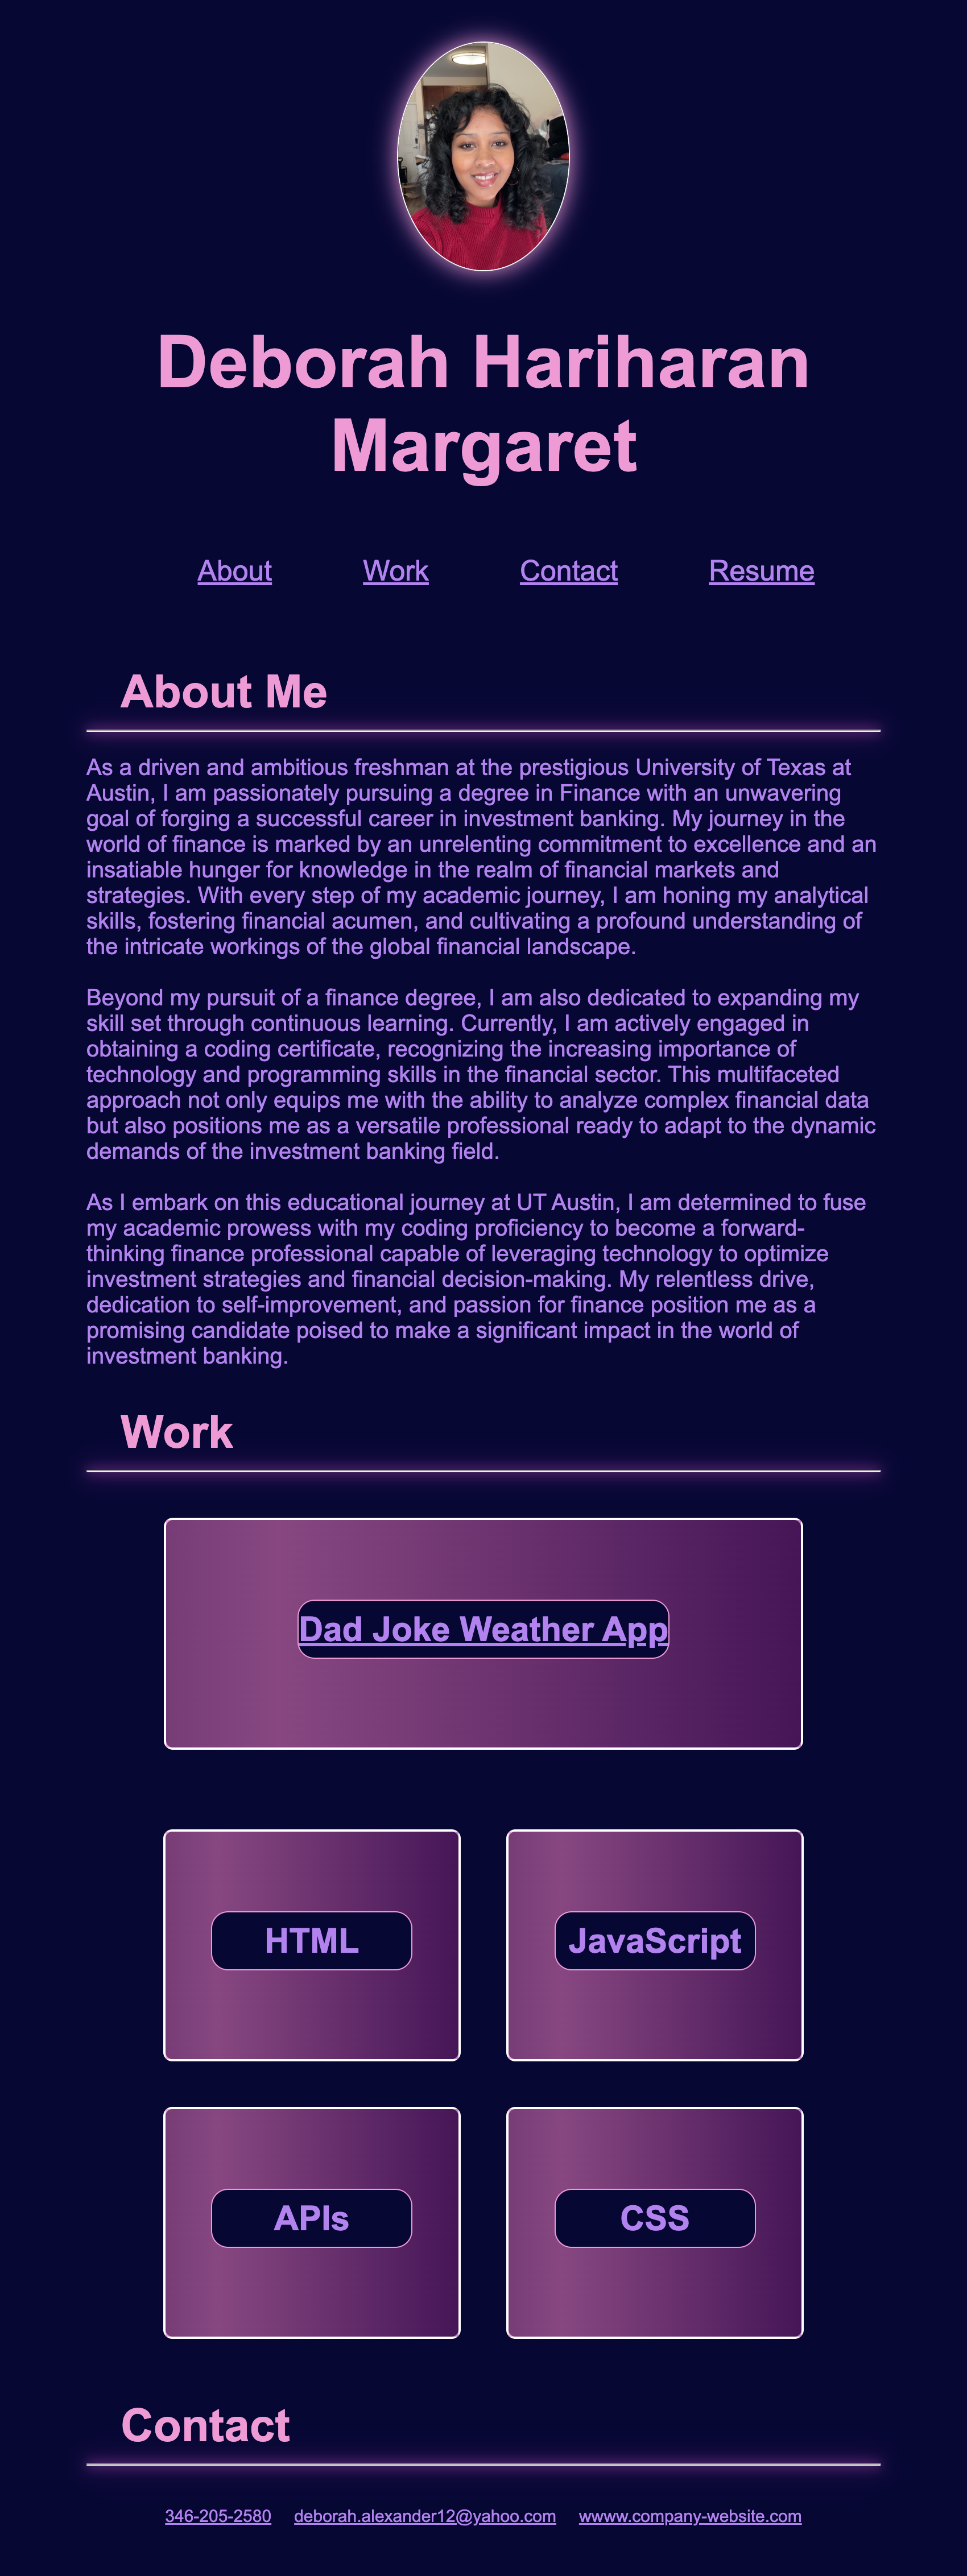 Deborah Hariharan
Margaret
About Work Contact Resume
About Me
As a driven and ambitious freshman at the prestigious University of Texas at
Austin, I am passionately pursuing a degree in Finance with an unwavering
goal of forging a successful career in investment banking. My journey in the
world of finance is marked by an unrelenting commitment to excellence and an
insatiable hunger for knowledge in the realm of financial markets and
strategies. With every step of my academic journey, I am honing my analytical
skills, fostering financial acumen, and cultivating a profound understanding of
the intricate workings of the global financial landscape.
Beyond my pursuit of a finance degree, I am also dedicated to expanding my
skill set through continuous learning. Currently, I am actively engaged in
obtaining a coding certificate, recognizing the increasing importance of
technology and programming skills in the financial sector. This multifaceted
approach not only equips me with the ability to analyze complex financial data
but also positions me as a versatile professional ready to adapt to the dynamic
demands of the investment banking field.
As I embark on this educational journey at UT Austin, I am determined to fuse
my academic prowess with my coding proficiency to become a forward-
thinking finance professional capable of leveraging technology to optimize
investment strategies and financial decision-making. My relentless drive,
dedication to self-improvement, and passion for finance position me as a
promising candidate poised to make a significant impact in the world of
investment banking.
Work
Dad Joke Weather App
HTML
JavaScript
APIs
CSS
Contact
346-205-2580 deborah.alexander12@yahoo.com wwww.company-website.com